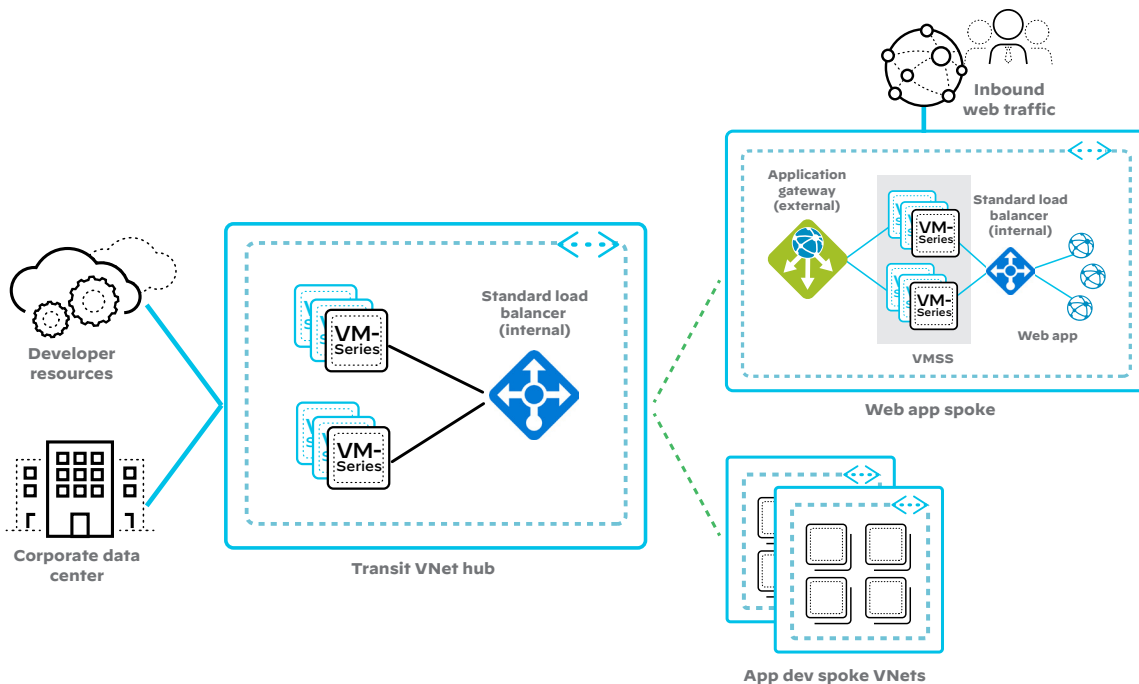 Inbound
web traffic
Application
gateway
(external)
Standard load
balancer
(internal)
VM-
Series
VM-
Series
Web app
VMSS
Web app spoke
Standard load
balancer
(internal)
VM-
Series
VM-
Series
Developer
resources
Corporate data
center
Transit VNet hub
App dev spoke VNets